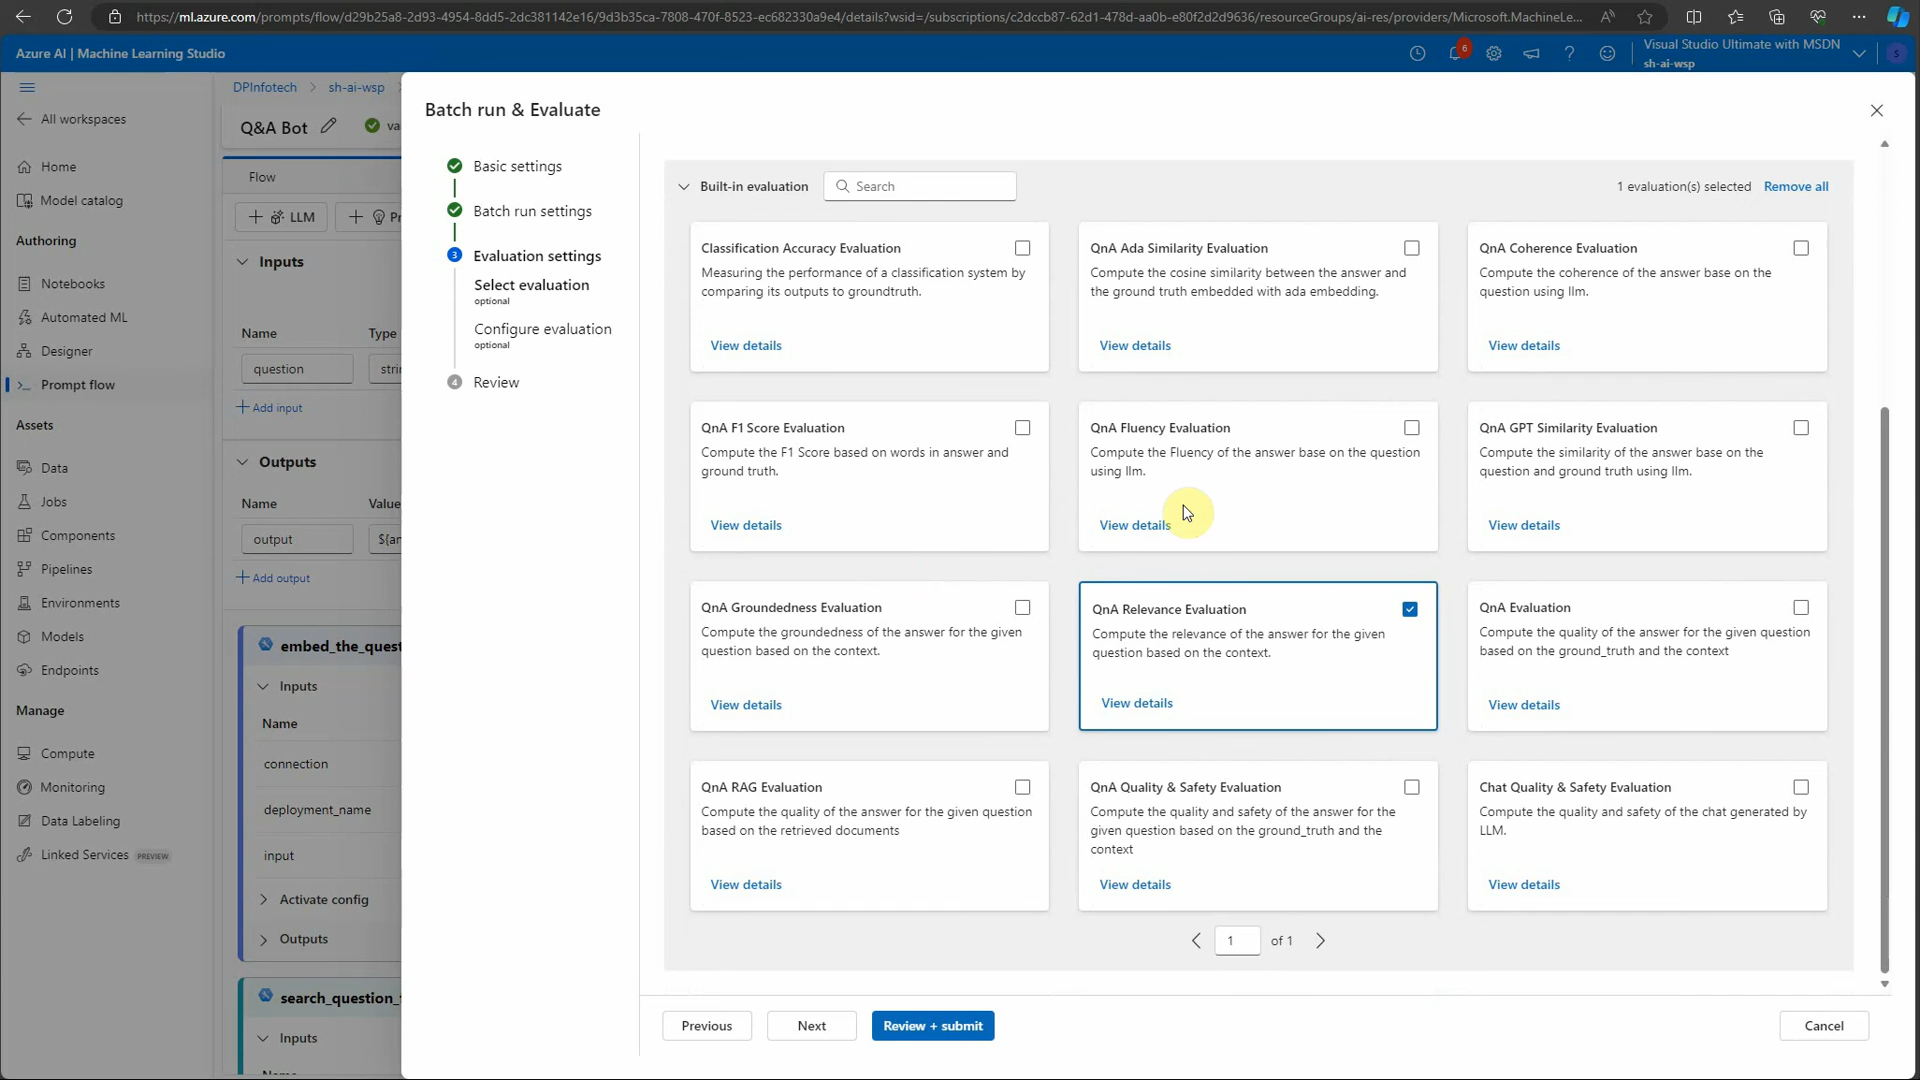 https://ml.azure.com/prompts/flow/d29b25a8-2d93-4954-8dd5-2dc381142e16/9d3b35ca-7808-470f-8523-ec682330a9e4/details?wsid=/subscriptions/c2dccb87-62d1-478d-aa0b-e80f2d2d9636/resourceGroups/ai-res/providers/Microsoft.MachineLe...
Azure AI | Machine Learning Studio
6
Visual Studio Ultimate with MSDN
sh-ai-wsp
S
All workspaces
Home
Model catalog
Authoring
Notebooks
Automated ML
Designer
Prompt flow
Assets
Data
Jobs
Components
Pipelines
Environments
Models
Endpoints
Manage
Compute
Monitoring
Data Labeling
Linked Services PREVIEW
DPInfotech > sh-ai-wsp
Q&A Bot
va
Flow
+ LLM
+ Pr
Inputs
Name Type
question stri
+ Add input
Outputs
Name Value
output ${an
+ Add output
embed_the_quest
Inputs
Name
connection
deployment_name
input
Activate config
Outputs
search_question_
Inputs
Name
Batch run & Evaluate
Basic settings
Batch run settings
3 Evaluation settings
Select evaluation
optional
Configure evaluation
optional
4 Review
Built-in evaluation
Search
1 evaluation(s) selected
Remove all
Classification Accuracy Evaluation
Measuring the performance of a classification system by
comparing its outputs to groundtruth.
View details
QnA Ada Similarity Evaluation
Compute the cosine similarity between the answer and
the ground truth embedded with ada embedding.
View details
QnA Coherence Evaluation
Compute the coherence of the answer base on the
question using llm.
View details
QnA F1 Score Evaluation
Compute the F1 Score based on words in answer and
ground truth.
View details
QnA Fluency Evaluation
Compute the Fluency of the answer base on the question
using llm.
View details
QnA GPT Similarity Evaluation
Compute the similarity of the answer base on the
question and ground truth using llm.
View details
QnA Groundedness Evaluation
Compute the groundedness of the answer for the given
question based on the context.
View details
QnA Relevance Evaluation
Compute the relevance of the answer for the given
question based on the context.
View details
QnA Evaluation
Compute the quality of the answer for the given question
based on the ground_truth and the context
View details
QnA RAG Evaluation
Compute the quality of the answer for the given question
based on the retrieved documents
View details
QnA Quality & Safety Evaluation
Compute the quality and safety of the answer for the
given question based on the ground_truth and the
context
View details
Chat Quality & Safety Evaluation
Compute the quality and safety of the chat generated by
LLM.
View details
1 of 1
Previous
Next
Review + submit
Cancel